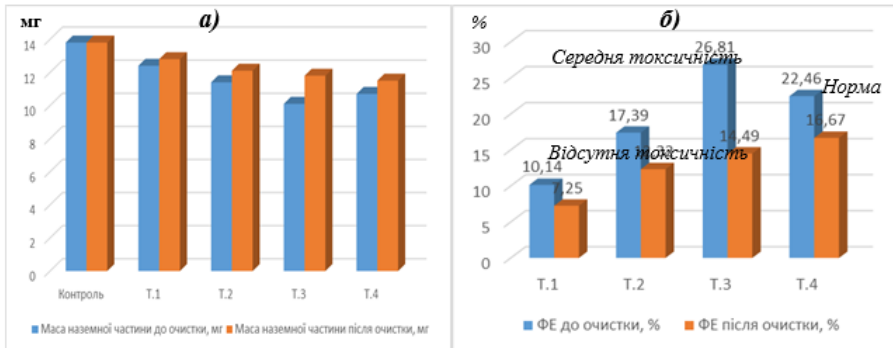 мг
а)
14
12
10
8
6
4
2
0
Контроль Т.1 Т.2 Т.3 Т.4
Маса наземної частини до очистки, мг Маса наземної частини після очистки, мг
%
б)
30
25
20
15
10
5
0
Середня токсичність
Норма
Відсутня токсичність
10,14
17,39
26,81
14,49
22,46
16,67
Т.1 Т.2 Т.3 Т.4
ФЕ до очистки, % ФЕ після очистки, %